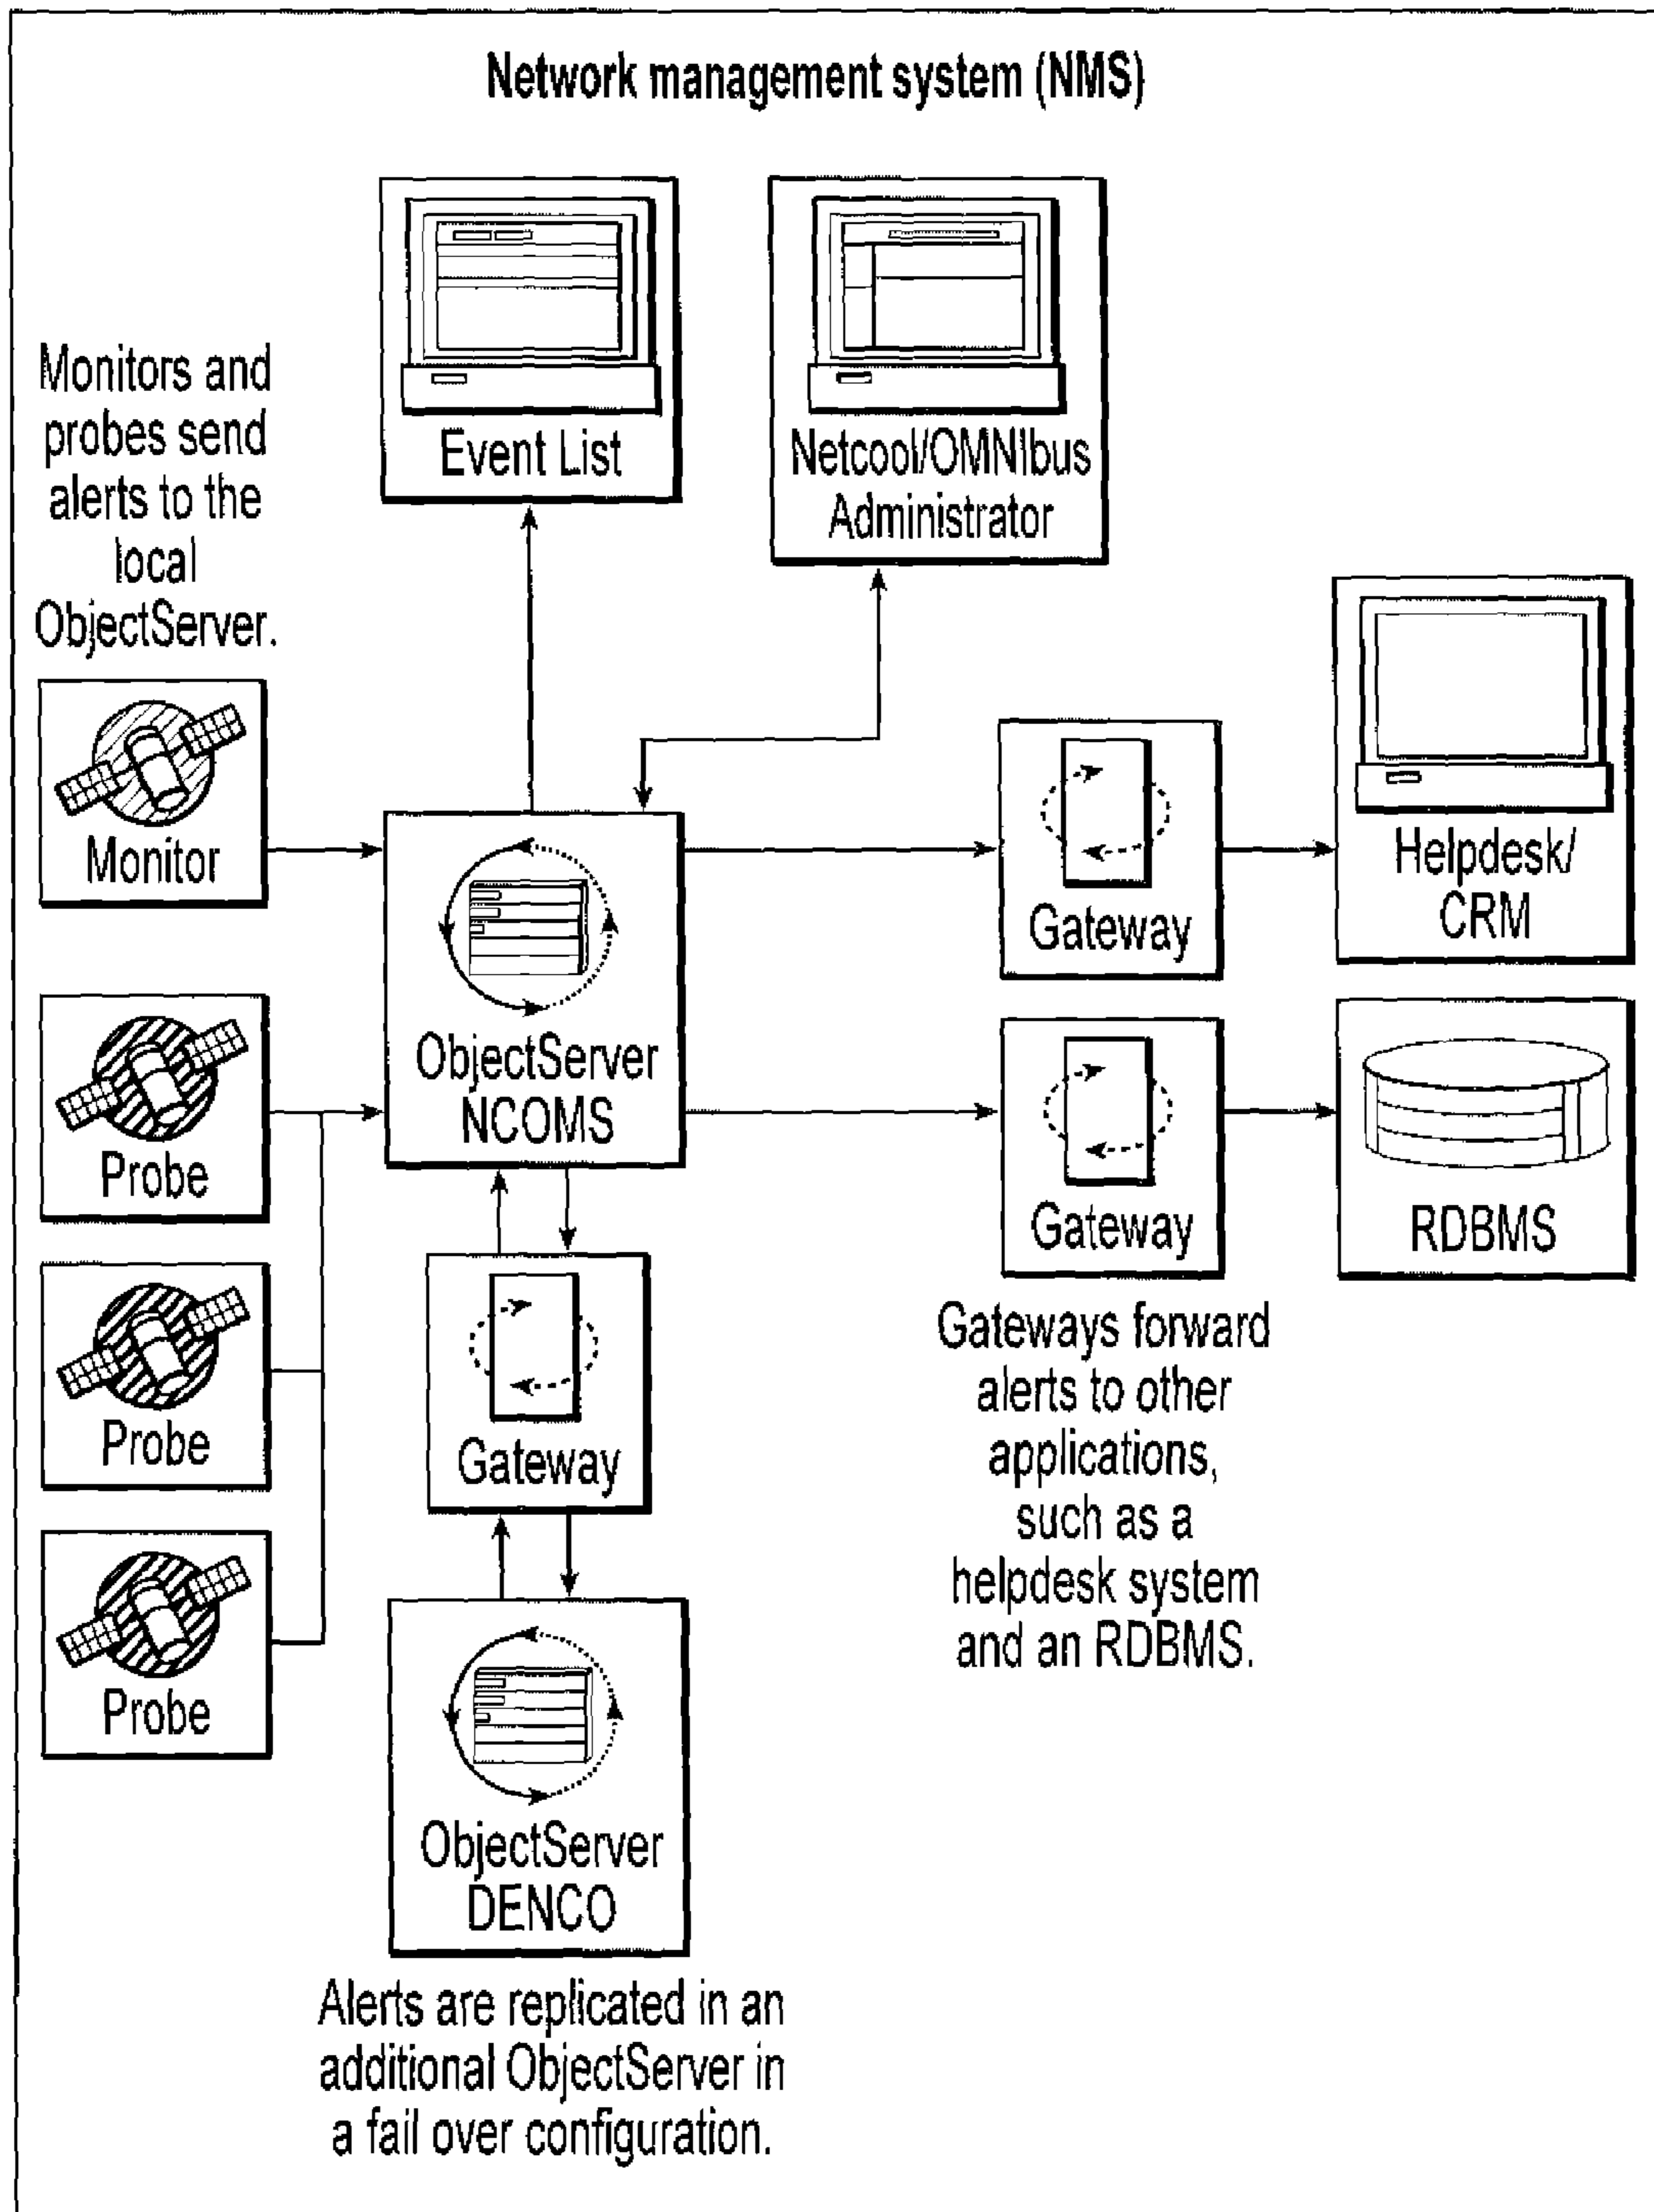 Network management system (NMS)
Event List
Netcool/OMNIbus
Administrator
Monitors and
probes send
alerts to the
local
ObjectServer.
Monitor
Probe
Probe
Probe
ObjectServer
NCOMS
Gateway
Helpdesk/
CRM
Gateway
RDBMS
Gateways forward
alerts to other
applications,
such as a
helpdesk system
and an RDBMS.
Gateway
ObjectServer
DENCO
Alerts are replicated in an
additional ObjectServer in
a fail over configuration.